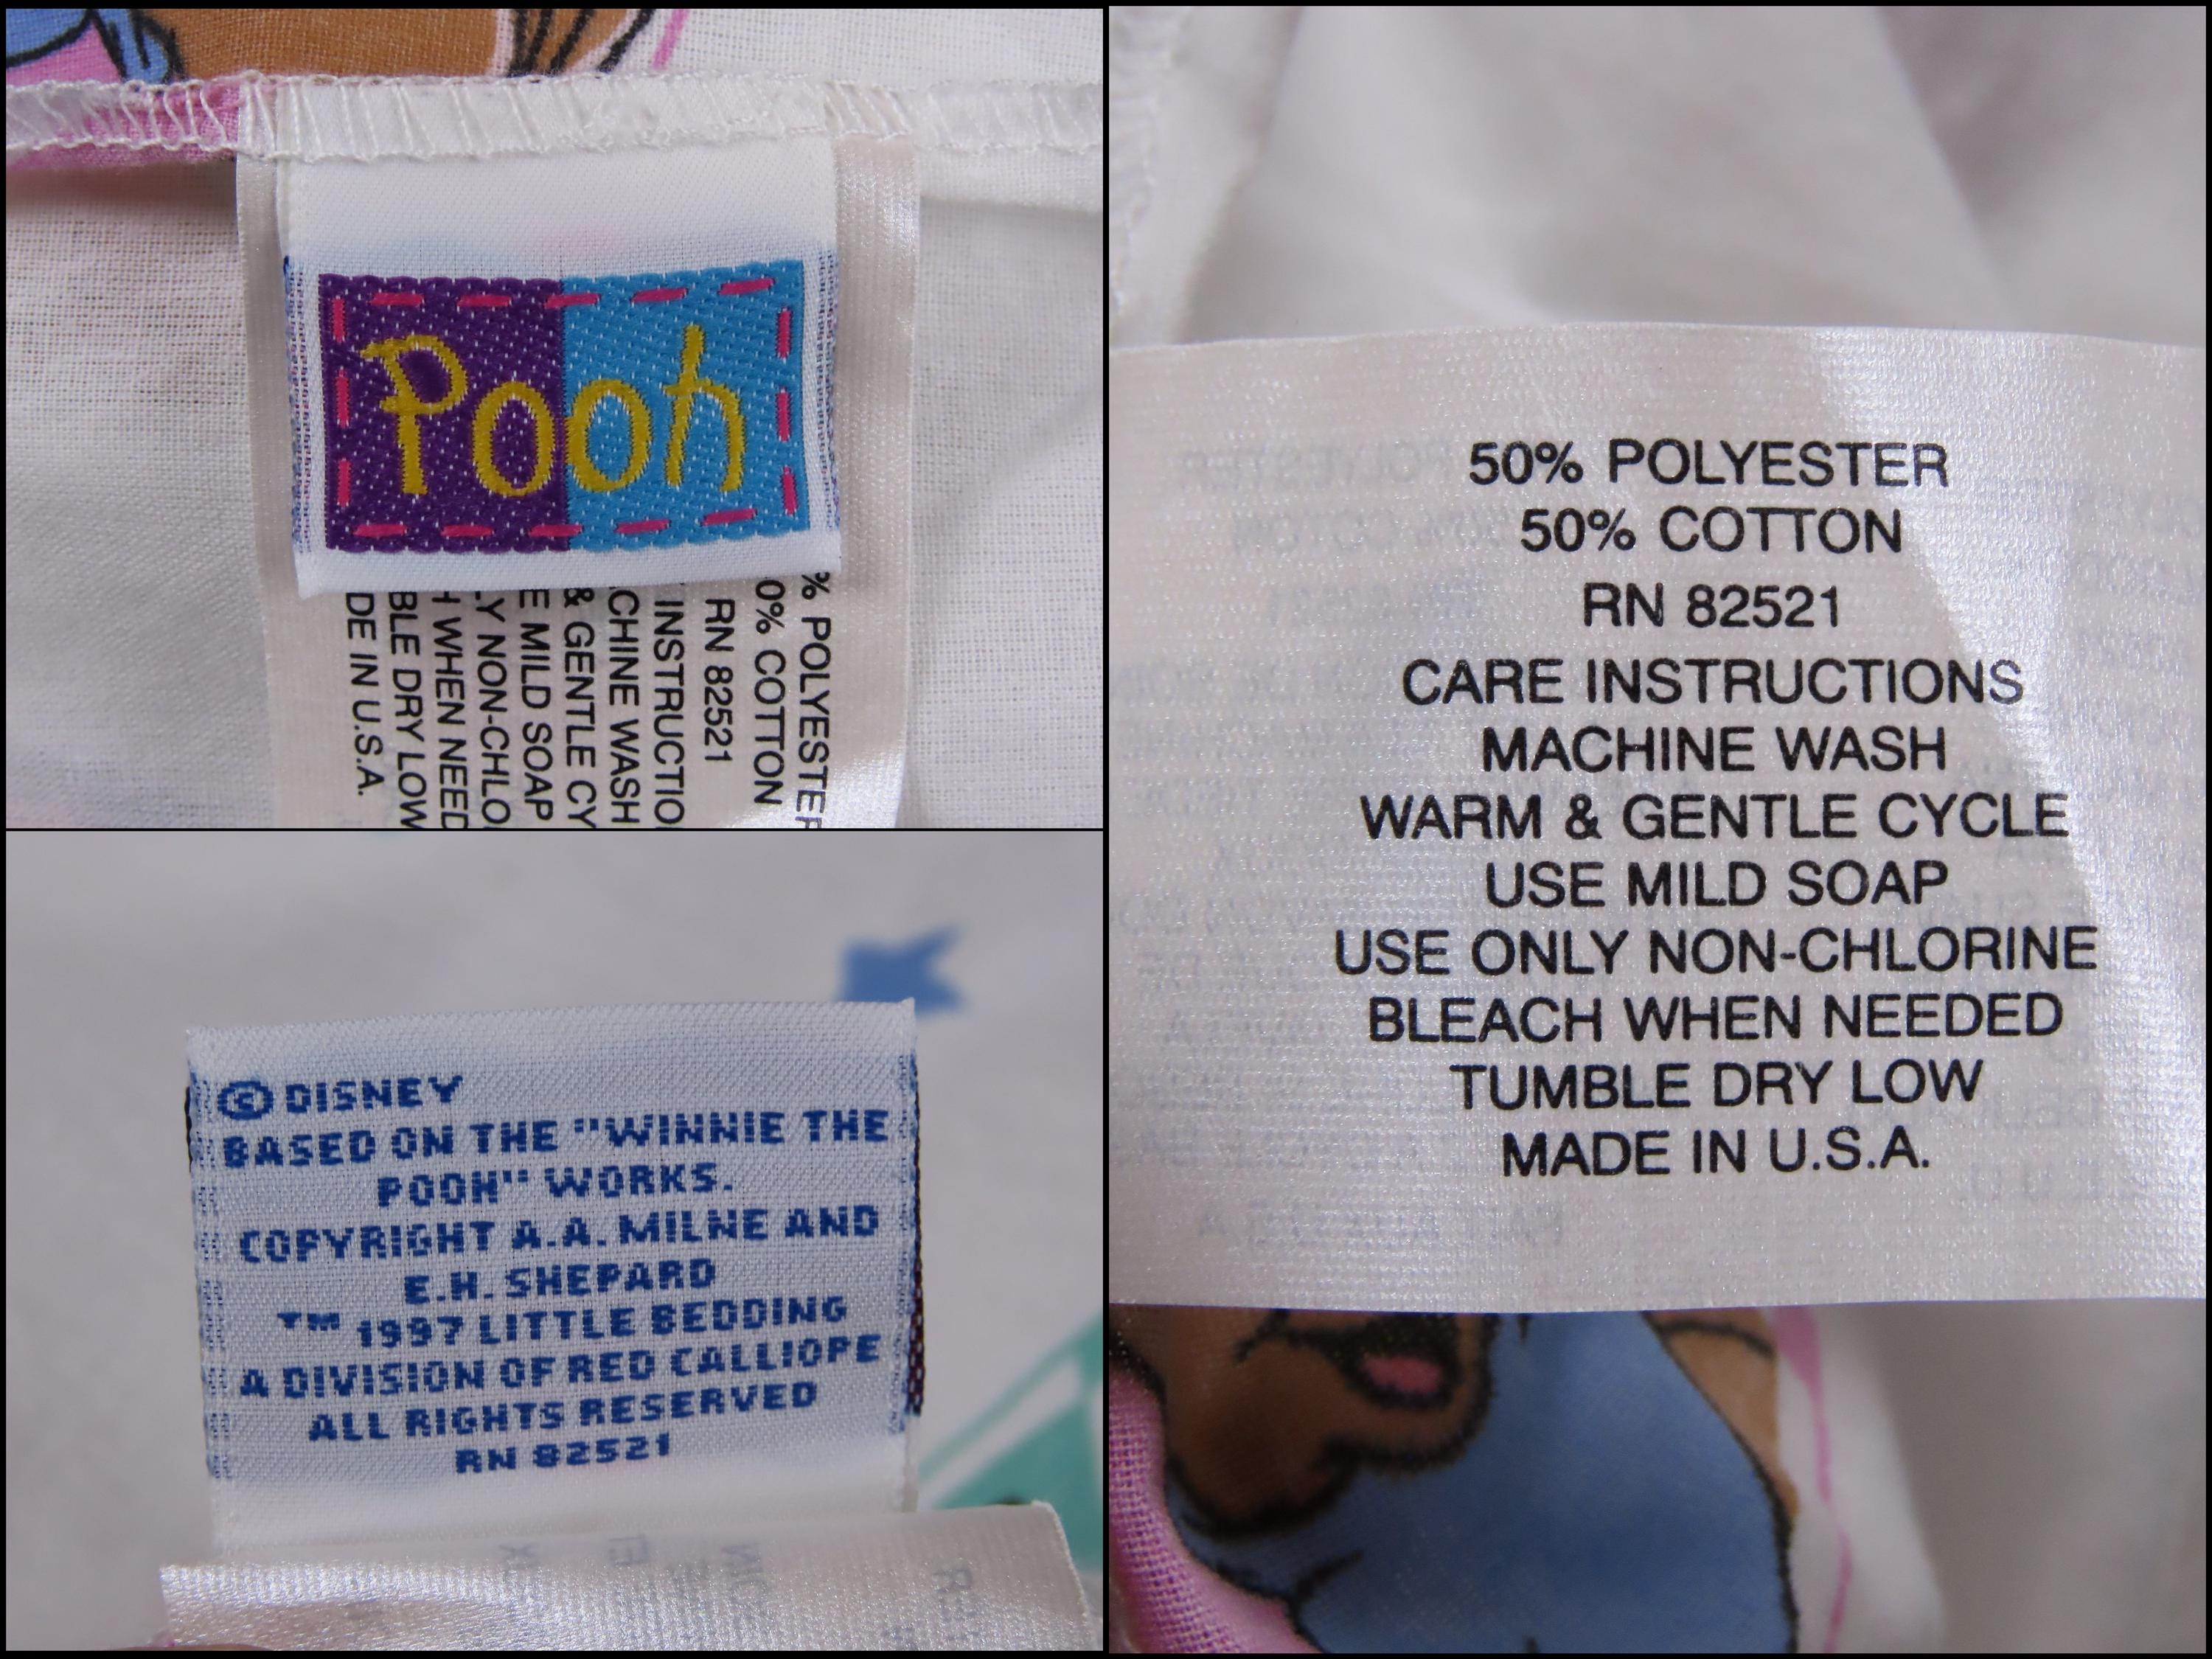 Pooh
% POLYESTER
0% COTTON
RN 82521
INSTRUCTIO
CHINE WASH
& GENTLE CY
E MILD SOAP
Y NON-CHLO
H WHEN NEED
BLE DRY LOW
DE IN U.S.A.
© DISNEY
BASED ON THE "WINNIE THE
POOH" WORKS.
COPYRIGHT A.A. MILNE AND
E.H. SHEPARD
™ 1997 LITTLE BEDDING
A DIVISION OF RED CALLIOPE
ALL RIGHTS RESERVED
RN 82521
50% POLYESTER
50% COTTON
RN 82521
CARE INSTRUCTIONS
MACHINE WASH
WARM & GENTLE CYCLE
USE MILD SOAP
USE ONLY NON-CHLORINE
BLEACH WHEN NEEDED
TUMBLE DRY LOW
MADE IN U.S.A.